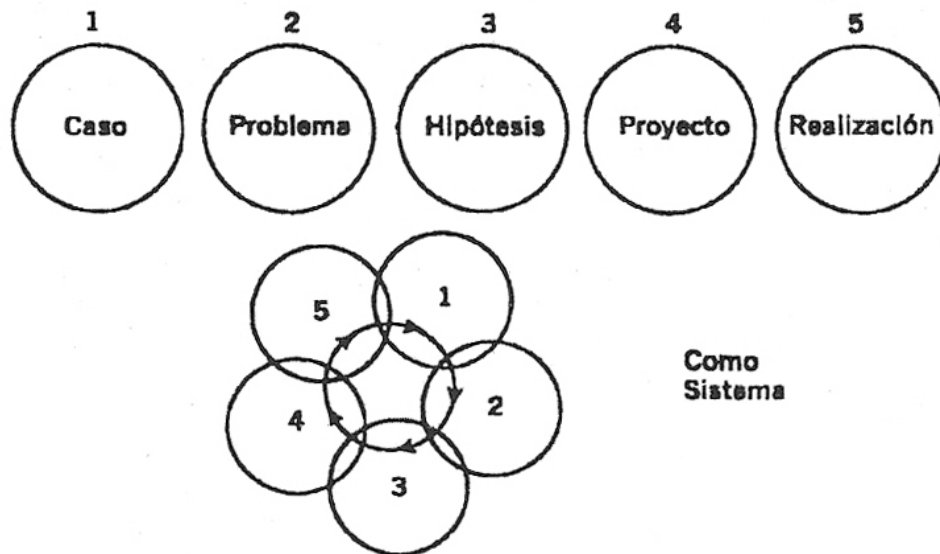 1 2 3 4 5
Caso Problema Hipótesis Proyecto Realización
5 1
Como
Sistema
4 2
3